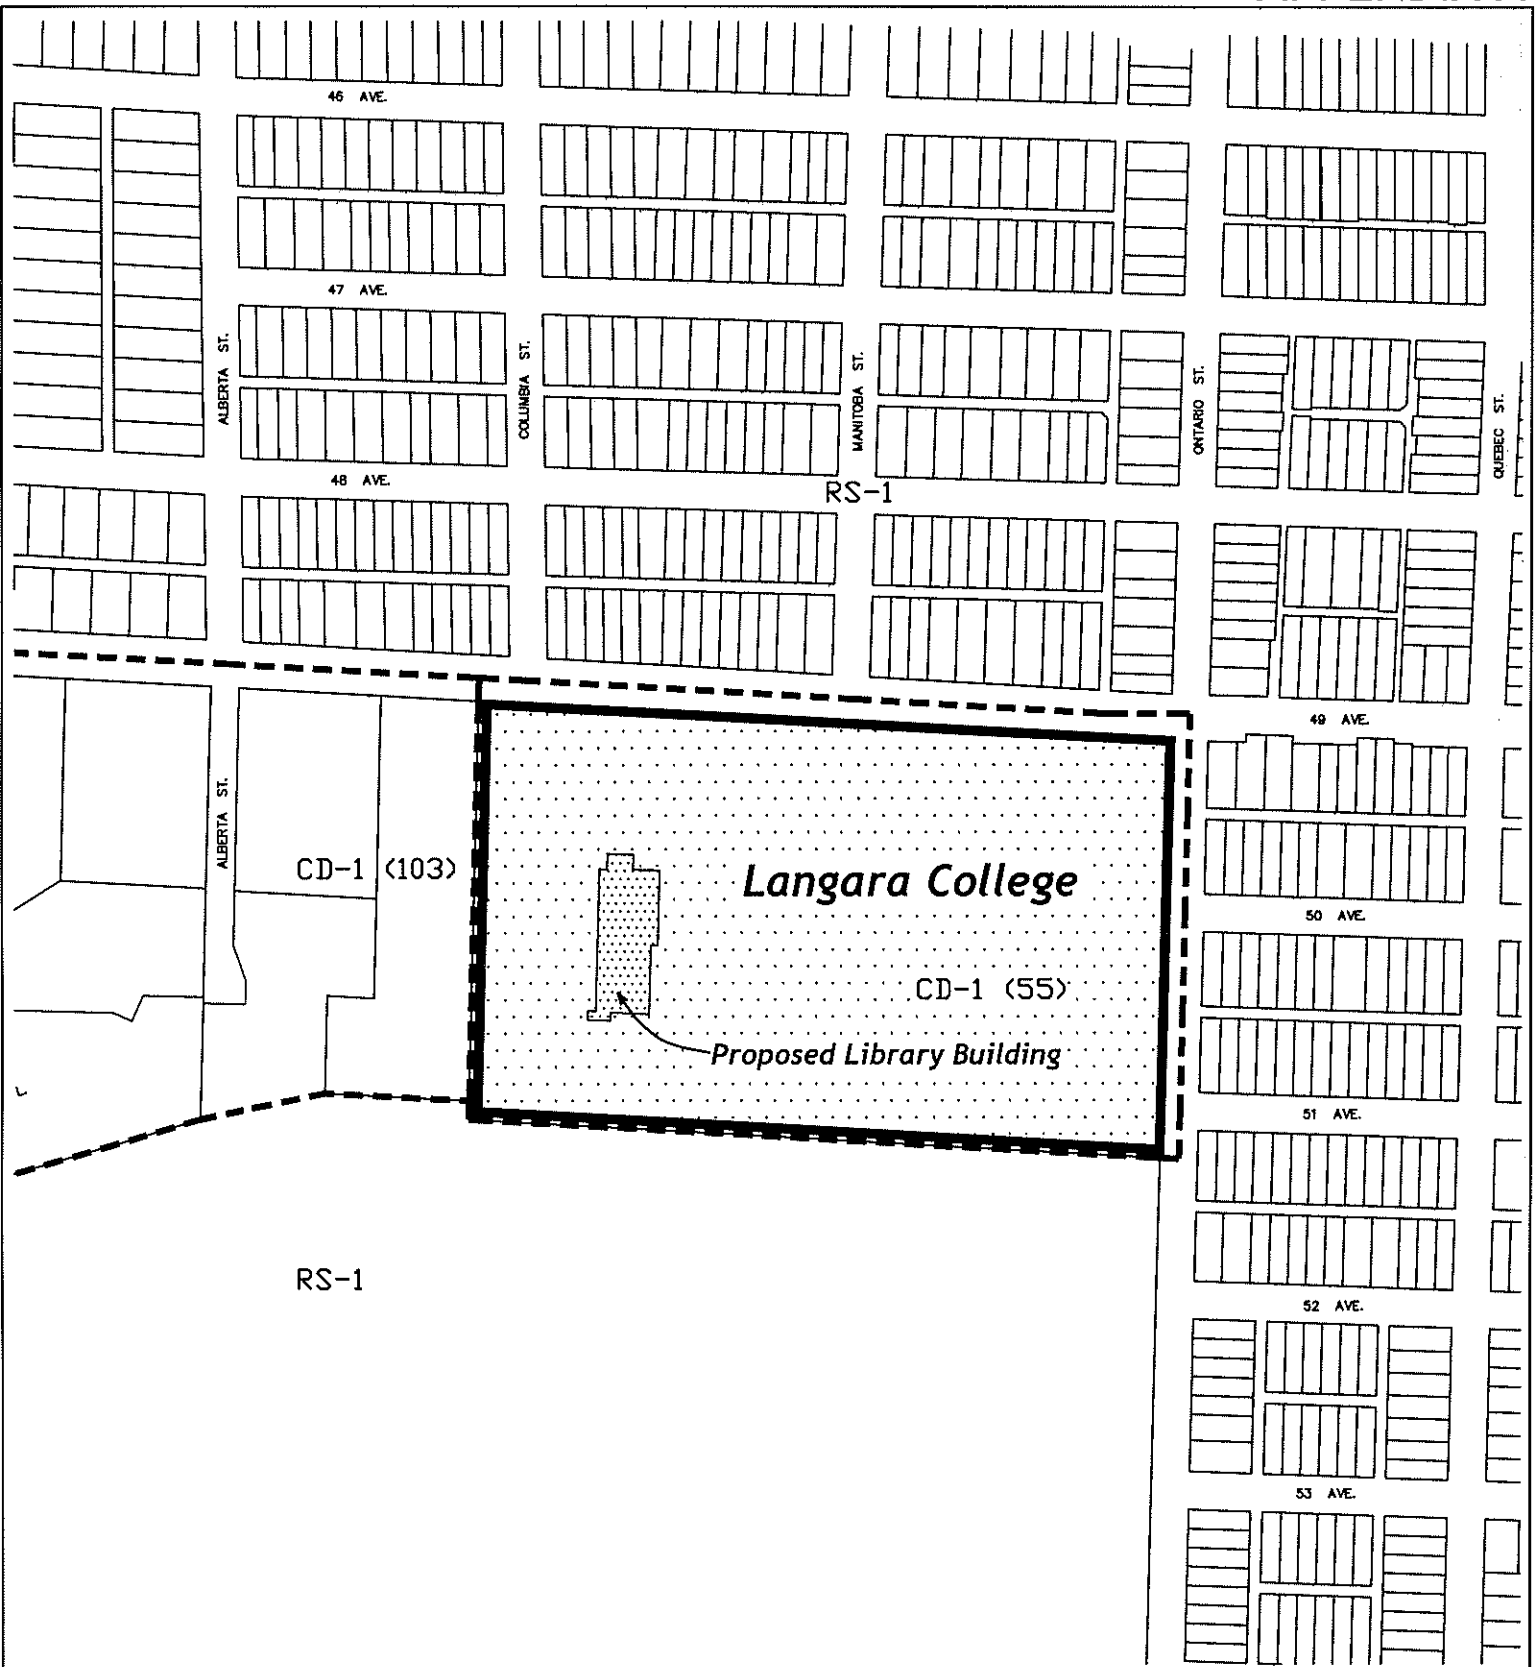 46 AVE.
47 AVE.
ALBERTA ST.
COLUMBIA ST.
MANITOBA ST.
ONTARIO ST.
QUEBEC ST.
48 AVE.
RS-1
49 AVE.
ALBERTA ST.
CD-1 (103)
Langara College
50 AVE.
CD-1 (55)
Proposed Library Building
51 AVE.
RS-1
52 AVE.
53 AVE.